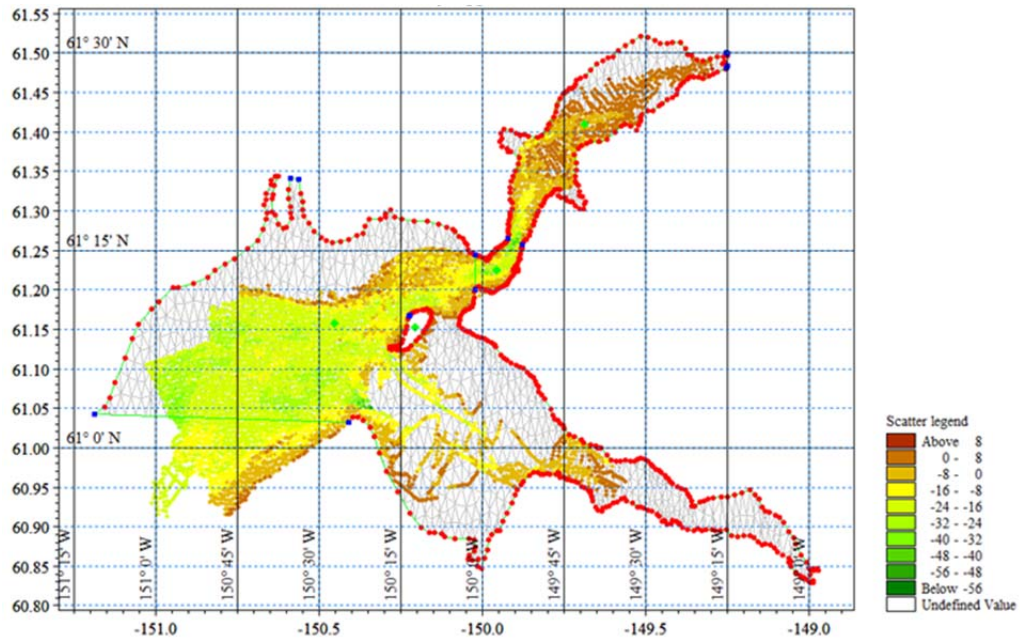 61.55
61.50
61.45
61.40
61.35
61.30
61.25
61.20
61.15
61.10
61.05
61.00
60.95
60.90
60.85
60.80
61° 30' N
61° 15' N
61° 0' N
151° 15' W
151° 0' W
150° 45' W
150° 30' W
150° 15' W
149° 45' W
149° 30' W
149° 15' W
-151.0
-150.5
-150.0
-149.5
-149.0
Scatter legend
Above 8
0 - 8
-8 - 0
-16 - -8
-24 - -16
-32 - -24
-40 - -32
-48 - -40
-56 - -48
Below -56
Undefined Value